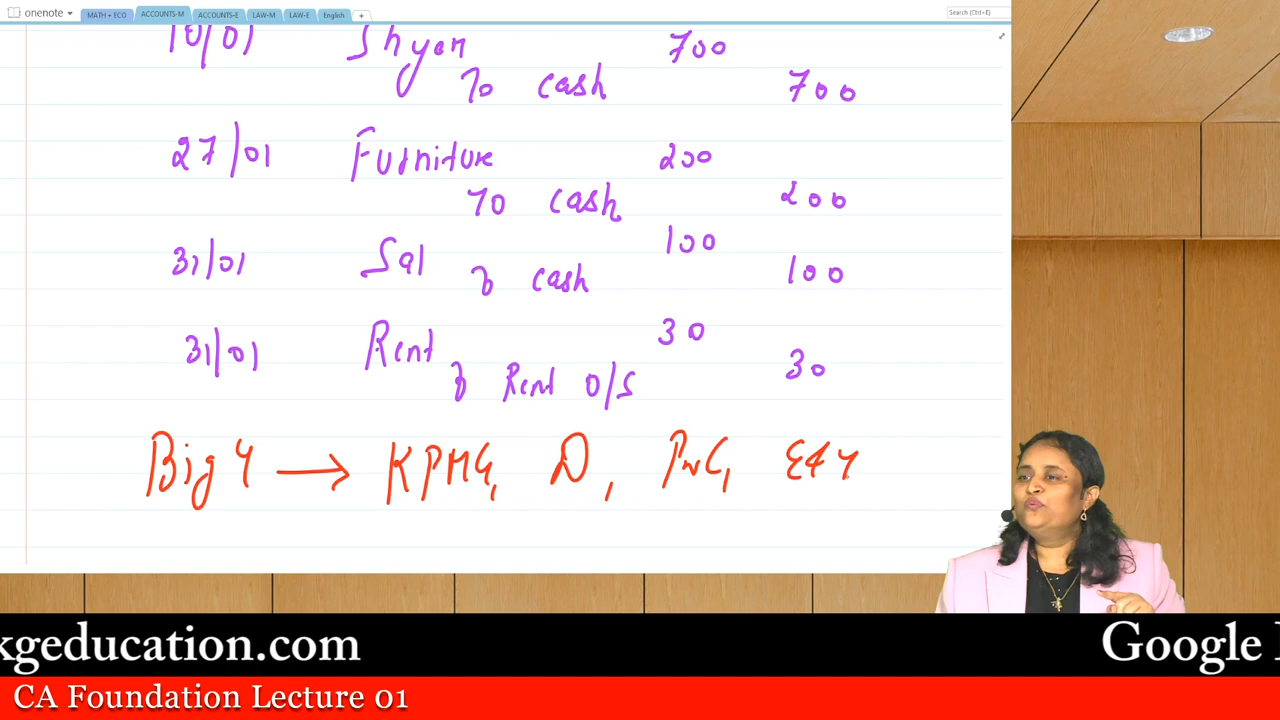 onenote MATH + ECO ACCOUNTS-M ACCOUNTS-E LAW-M LAW-E English + Search (Ctrl+E)
10/01 Shyam 700
To cash 700
27/01 Furniture 200
To cash 200
31/01 Sal 100
To cash 100
31/01 Rent 30
To Rent O/S 30
Big 4 → KPMG, D, PwC, E&Y
kgeducation.com Google
CA Foundation Lecture 01